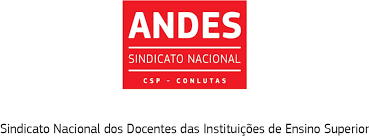 ANDES
SINDICATO NACIONAL
CSP - CONLUTAS
Sindicato Nacional dos Docentes das Instituições de Ensino Superior